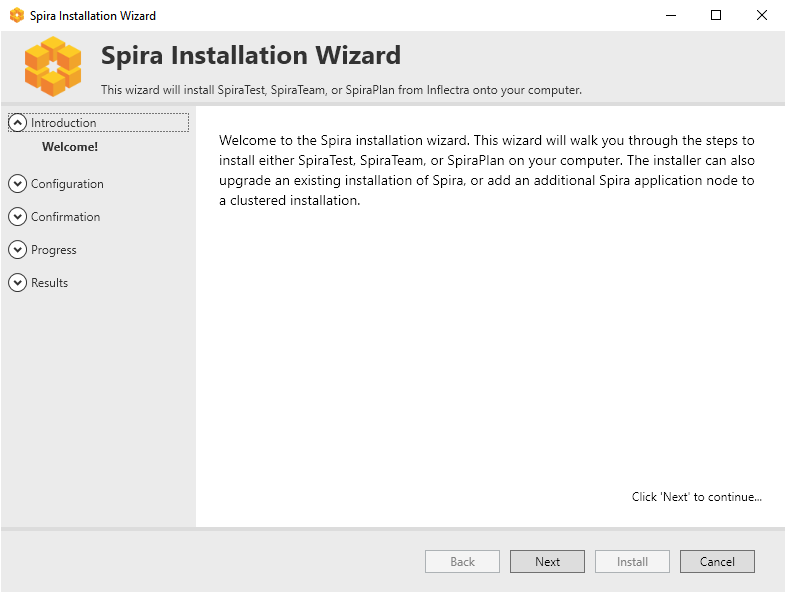 Spira Installation Wizard
Spira Installation Wizard
This wizard will install SpiraTest, SpiraTeam, or SpiraPlan from Inflectra onto your computer.
Introduction
Welcome!
Configuration
Confirmation
Progress
Results
Welcome to the Spira installation wizard. This wizard will walk you through the steps to
install either SpiraTest, SpiraTeam, or SpiraPlan on your computer. The installer can also
upgrade an existing installation of Spira, or add an additional Spira application node to
a clustered installation.
Click 'Next' to continue...
Back Next Install Cancel